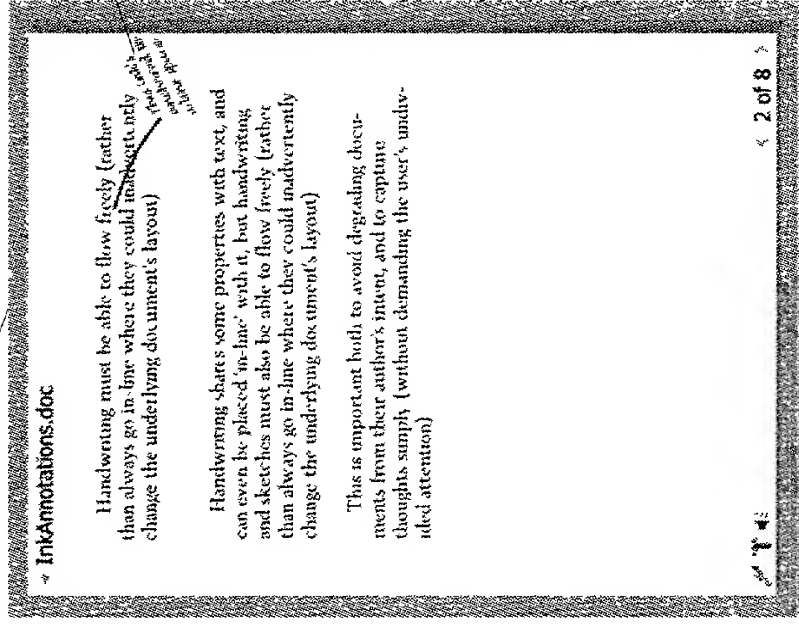 InkAnnotations.doc
Handwriting must be able to flow freely (rather
than always go in-line where they could inadvertently
change the underlying document's layout)
Handwriting shares some properties with text, and
can even be placed 'in-line' with it, but handwriting
and sketches must also be able to flow freely (rather
than always go in-line where they could inadvertently
change the underlying document's layout)
This is important both to avoid degrading docu-
ments from their author's intent, and to capture
thoughts simply (without demanding the user's undiv-
ided attention)
< 2 of 8 >